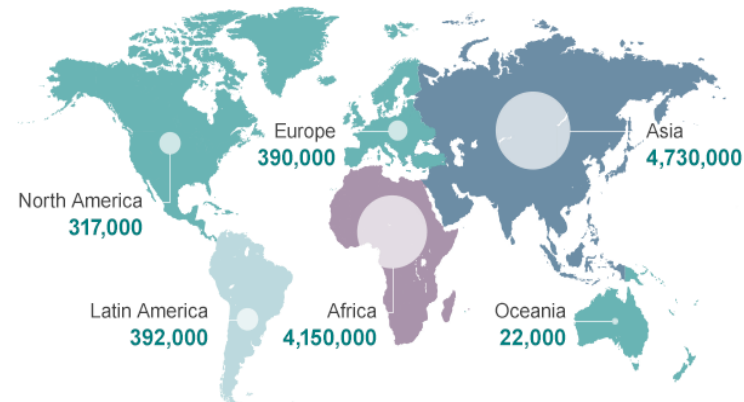 Europe
390,000
Asia
4,730,000
North America
317,000
Latin America
392,000
Africa
4,150,000
Oceania
22,000